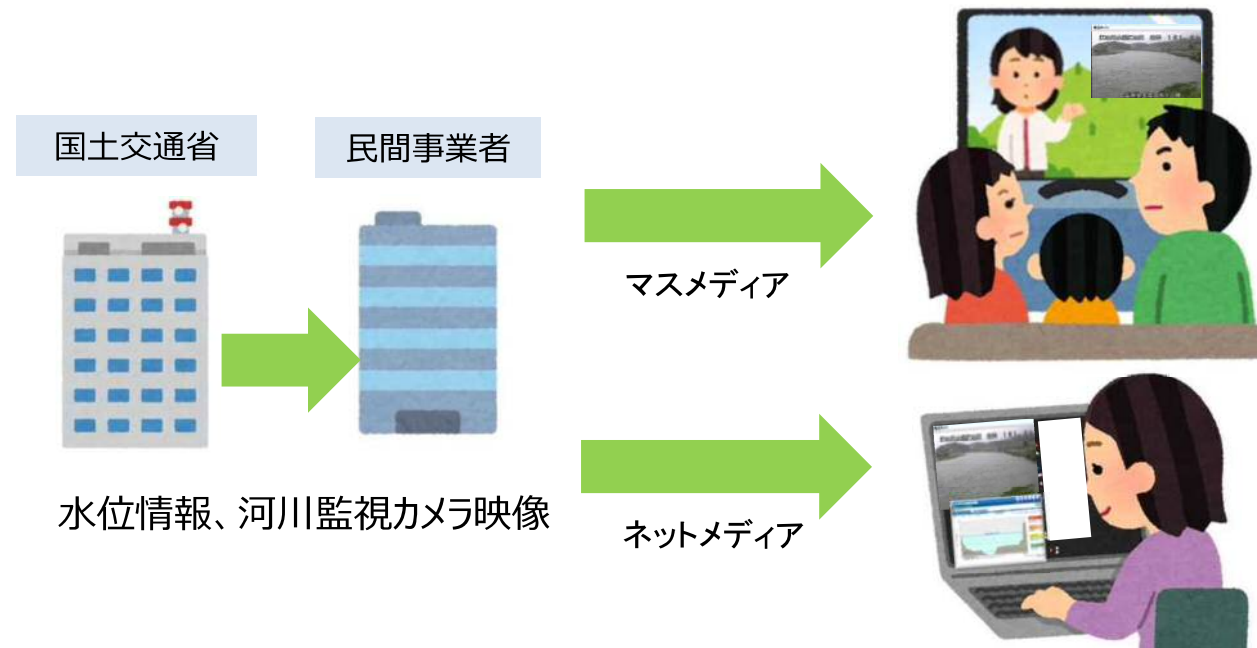 国土交通省
民間事業者
マスメディア
水位情報、河川監視カメラ映像
ネットメディア